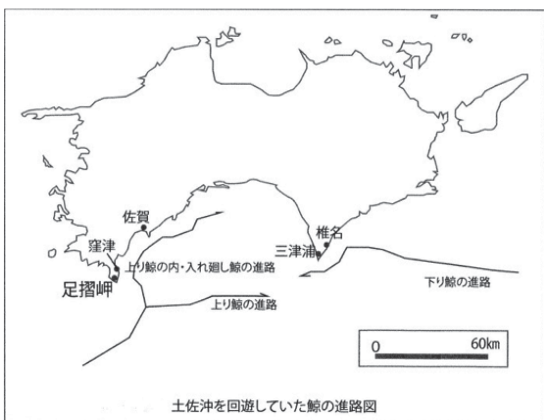 佐賀
窪津
足摺岬
上り鯨の内・入れ廻し鯨の進路
上り鯨の進路
椎名
三津浦
下り鯨の進路
0 60km
土佐沖を回遊していた鯨の進路図